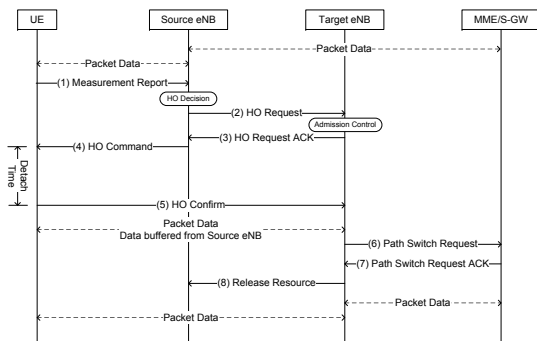 UE
Source eNB
Target eNB
MME/S-GW
Packet Data
Packet Data
(1) Measurement Report
HO Decision
(2) HO Request
Admission Control
(3) HO Request ACK
(4) HO Command
Detach
Time
(5) HO Confirm
Packet Data
Data buffered from Source eNB
(6) Path Switch Request
(7) Path Switch Request ACK
(8) Release Resource
Packet Data
Packet Data